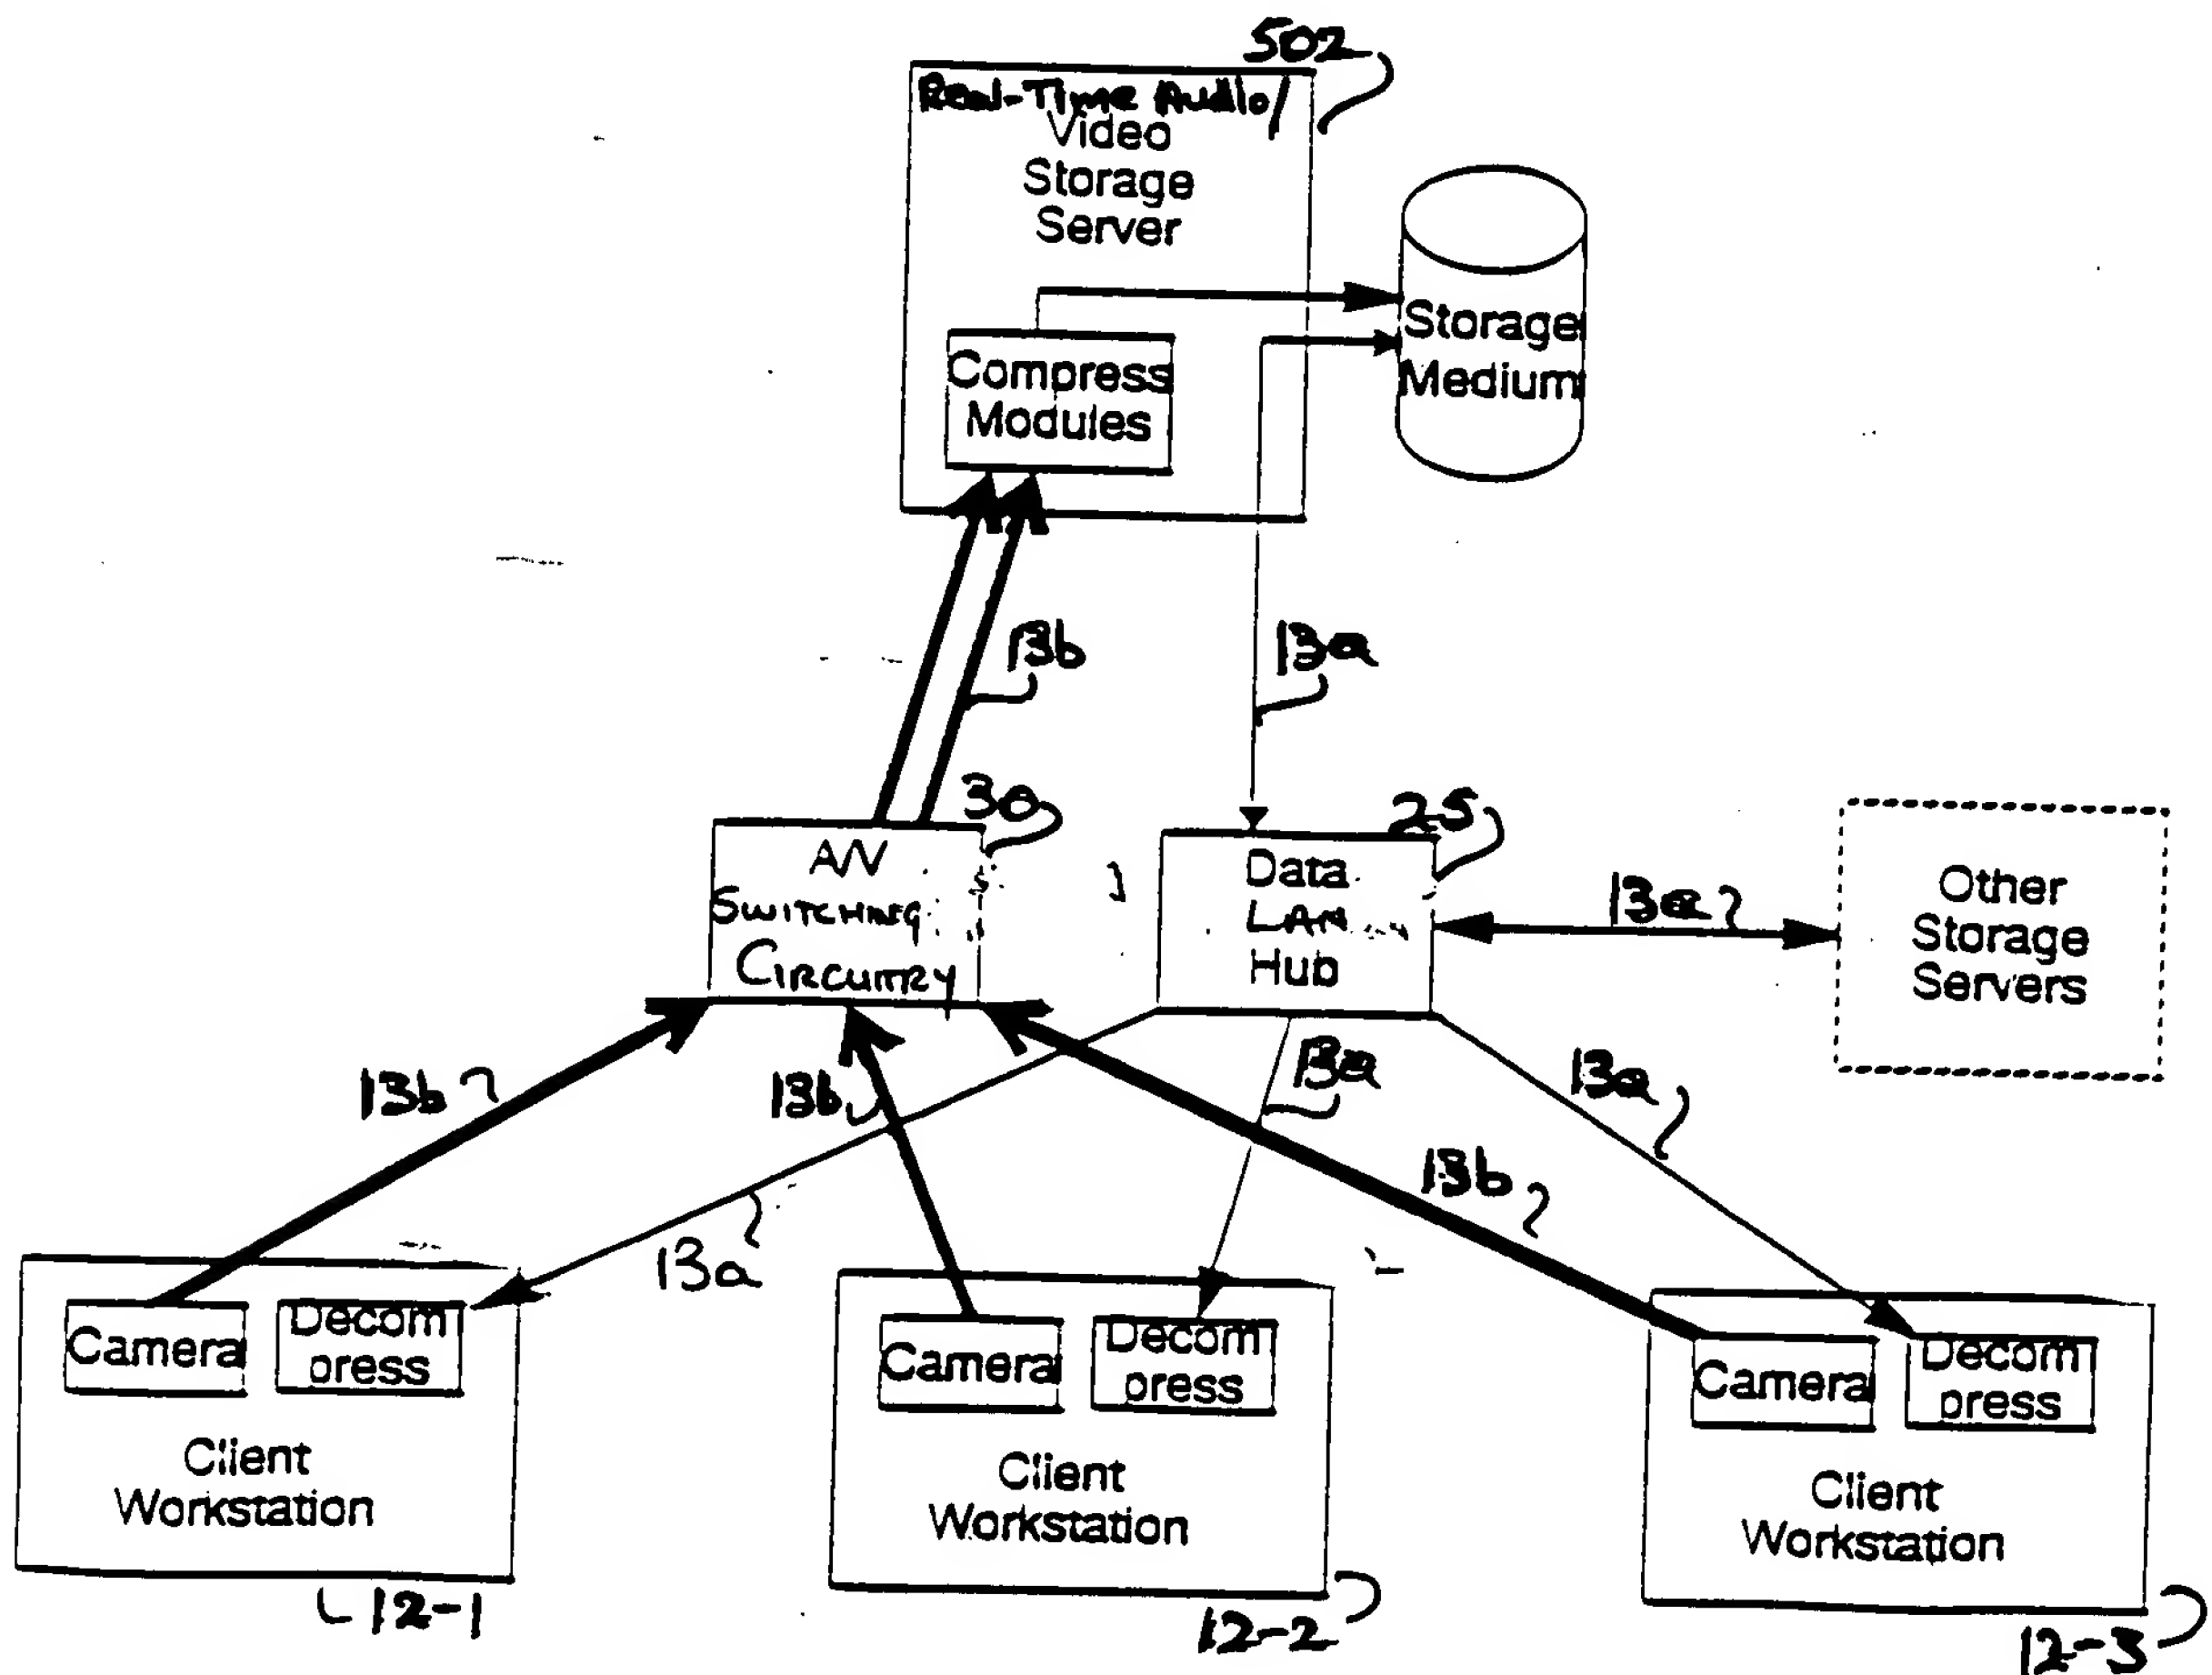 502
Real-Time Audio/
Video
Storage
Server
Storage
Medium
Compress
Modules
13b
13a
30
25
A/V
SWITCHING
CIRCUITRY
Data
LAN
Hub
13a
Other
Storage
Servers
13b
13b
13a
13a
13b
13a
Camera
Decom
press
Client
Workstation
12-1
Camera
Decom
press
Client
Workstation
12-2
Camera
Decom
press
Client
Workstation
12-3